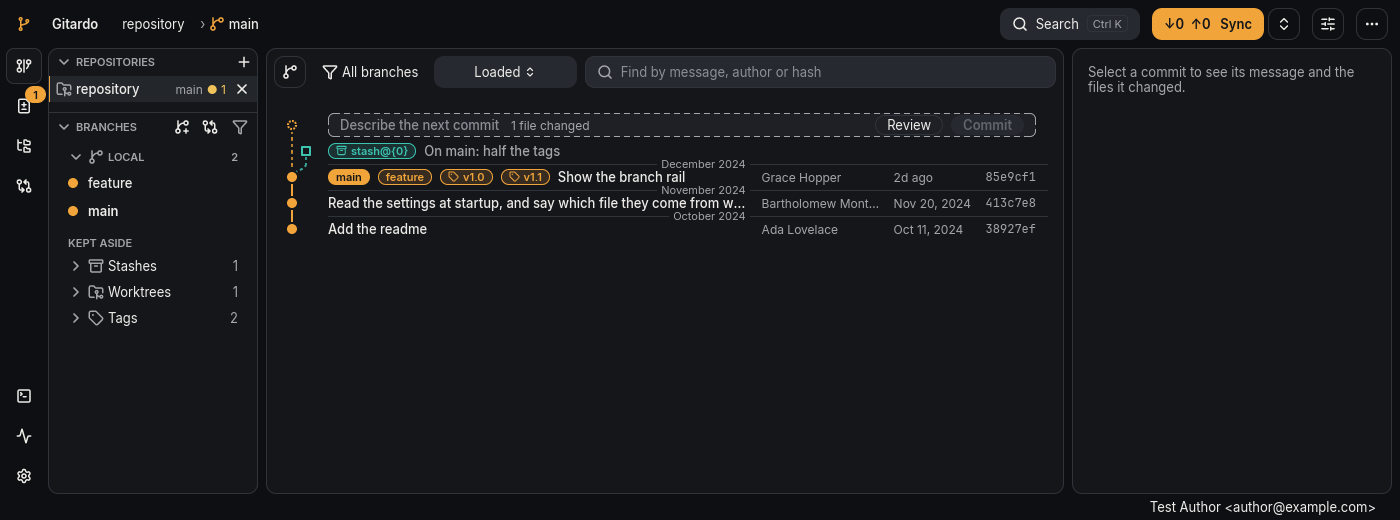 Gitardo repository › main Search Ctrl K ↓0 ↑0 Sync
REPOSITORIES
repository main 1
1
BRANCHES
LOCAL 2
feature
main
KEPT ASIDE
Stashes 1
Worktrees 1
Tags 2
All branches Loaded Find by message, author or hash
Describe the next commit 1 file changed Review Commit
stash@{0} On main: half the tags
December 2024
main feature v1.0 v1.1 Show the branch rail Grace Hopper 2d ago 85e9cf1
November 2024
Read the settings at startup, and say which file they come from w… Bartholomew Mont… Nov 20, 2024 413c7e8
October 2024
Add the readme Ada Lovelace Oct 11, 2024 38927ef
Select a commit to see its message and the
files it changed.
Test Author <author@example.com>